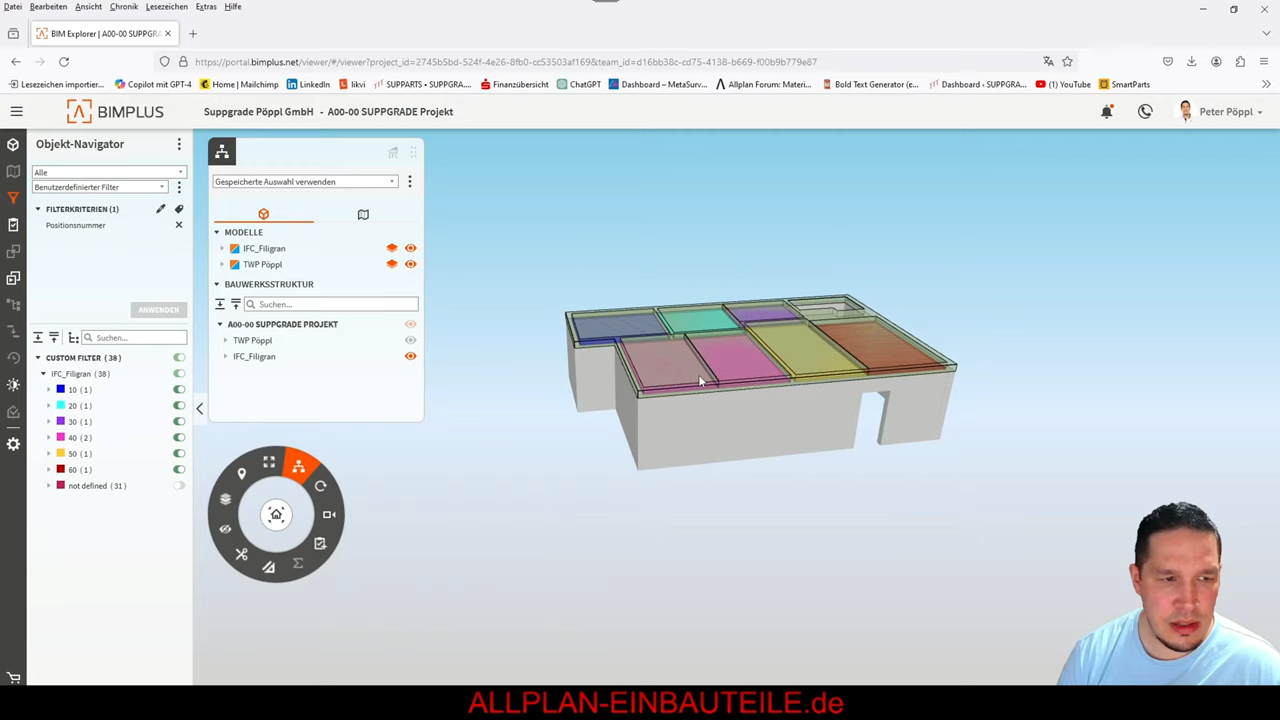 Datei Bearbeiten Ansicht Chronik Lesezeichen Extras Hilfe
BIM Explorer | A00-00 SUPPGRADE
https://portal.bimplus.net/viewer/#/viewer?project_id=2745b5bd-524f-4e26-8fb0-cc53503af169&team_id=d16bb38c-cd75-4138-b669-f00b9b779e87
Lesezeichen importier... Copilot mit GPT-4 Home | Mailchimp LinkedIn likvi SUPPARTS – SUPPGRA... Finanzübersicht ChatGPT Dashboard – MetaSurv... Allplan Forum: Materi... Bold Text Generator (e... Dashboard ‹ SUPPGRA... (1) YouTube SmartParts
BIMPLUS Suppgrade Pöppl GmbH - A00-00 SUPPGRADE Projekt Peter Pöppl
Objekt-Navigator
Alle
Benutzerdefinierter Filter
FILTERKRITERIEN (1)
Positionsnummer
ANWENDEN
Suchen...
CUSTOM FILTER (38)
IFC_Filigran (38)
10 (1)
20 (1)
30 (1)
40 (2)
50 (1)
60 (1)
not defined (31)
Gespeicherte Auswahl verwenden
MODELLE
IFC_Filigran
TWP Pöppl
BAUWERKSSTRUKTUR
Suchen...
A00-00 SUPPGRADE PROJEKT
TWP Pöppl
IFC_Filigran
ALLPLAN-EINBAUTEILE.de